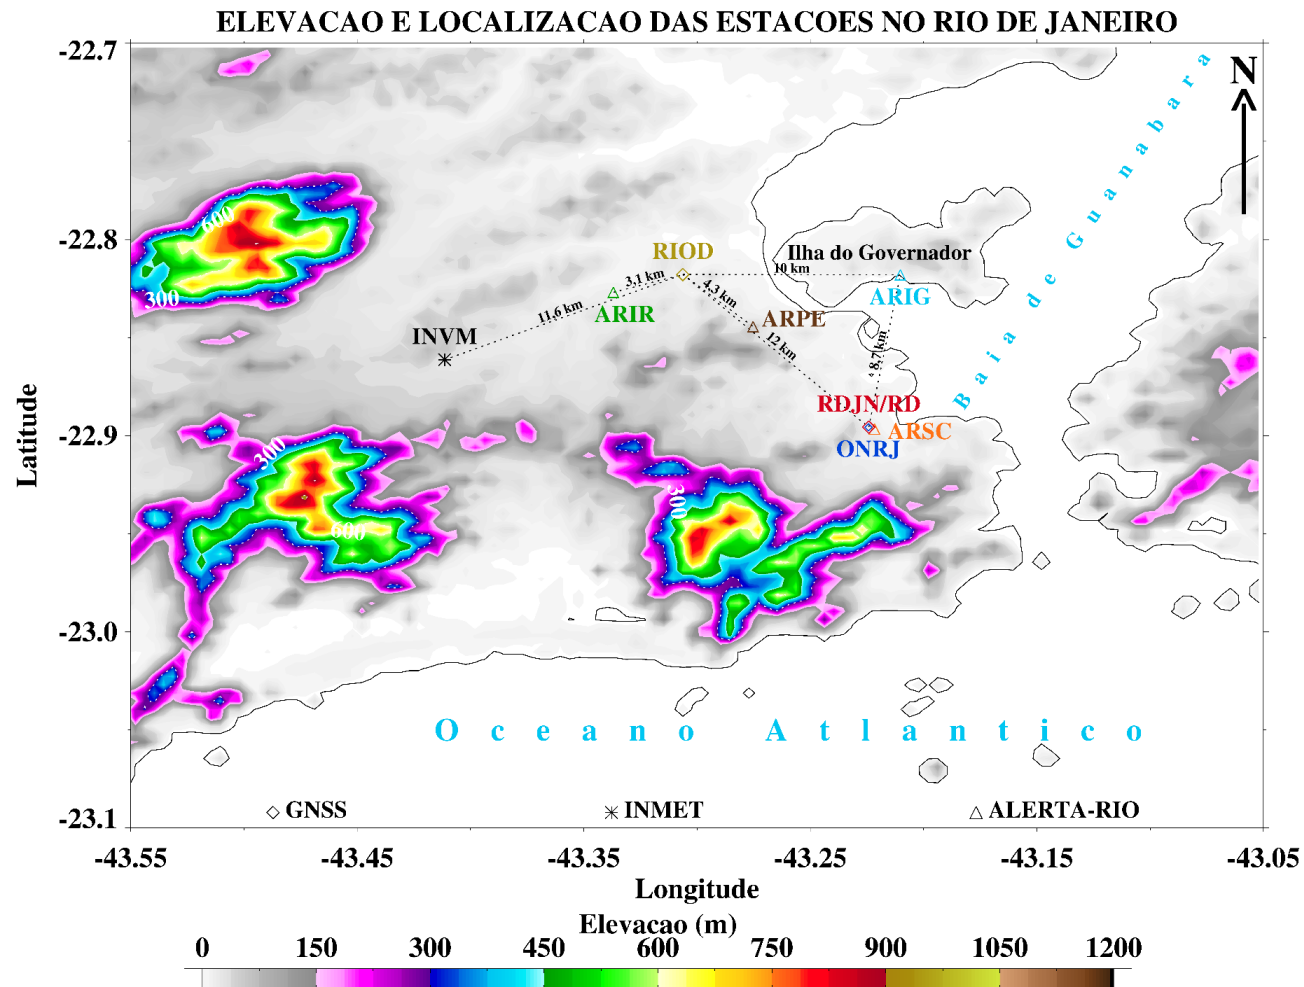 ELEVACAO E LOCALIZACAO DAS ESTACOES NO RIO DE JANEIRO
-22.7
N
Baia de Guanabara
600
-22.8
RIOD
Ilha do Governador
10 km
3,1 km
300
4,3 km
ARIG
11,6 km
ARIR
ARPE
INVM
12 km
8,7 km
Latitude
RDJN/RD
-22.9
ARSC
300
ONRJ
300
600
-23.0
Oceano Atlantico
GNSS
INMET
ALERTA-RIO
-23.1
-43.55 -43.45 -43.35 -43.25 -43.15 -43.05
Longitude
Elevacao (m)
0 150 300 450 600 750 900 1050 1200